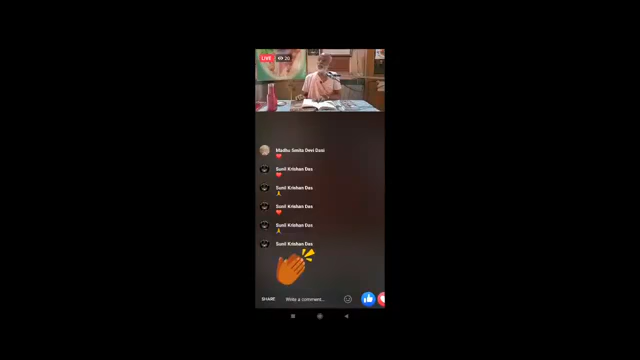 LIVE 20
Madhu Smita Devi Dasi
Sunil Krishan Das
Sunil Krishan Das
Sunil Krishan Das
Sunil Krishan Das
Sunil Krishan Das
SHARE Write a comment...